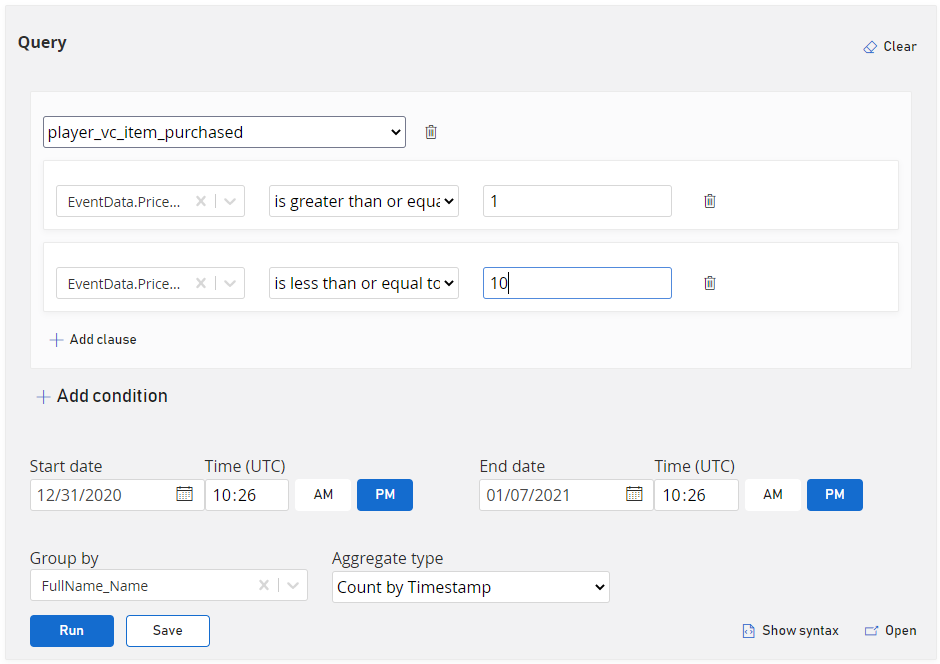 Query
Clear
player_vc_item_purchased
EventData.Price... is greater than or equa 1
EventData.Price... is less than or equal to 10
Add clause
Add condition
Start date Time (UTC) End date Time (UTC)
12/31/2020 10:26 AM PM 01/07/2021 10:26 AM PM
Group by Aggregate type
FullName_Name Count by Timestamp
Run Save Show syntax Open